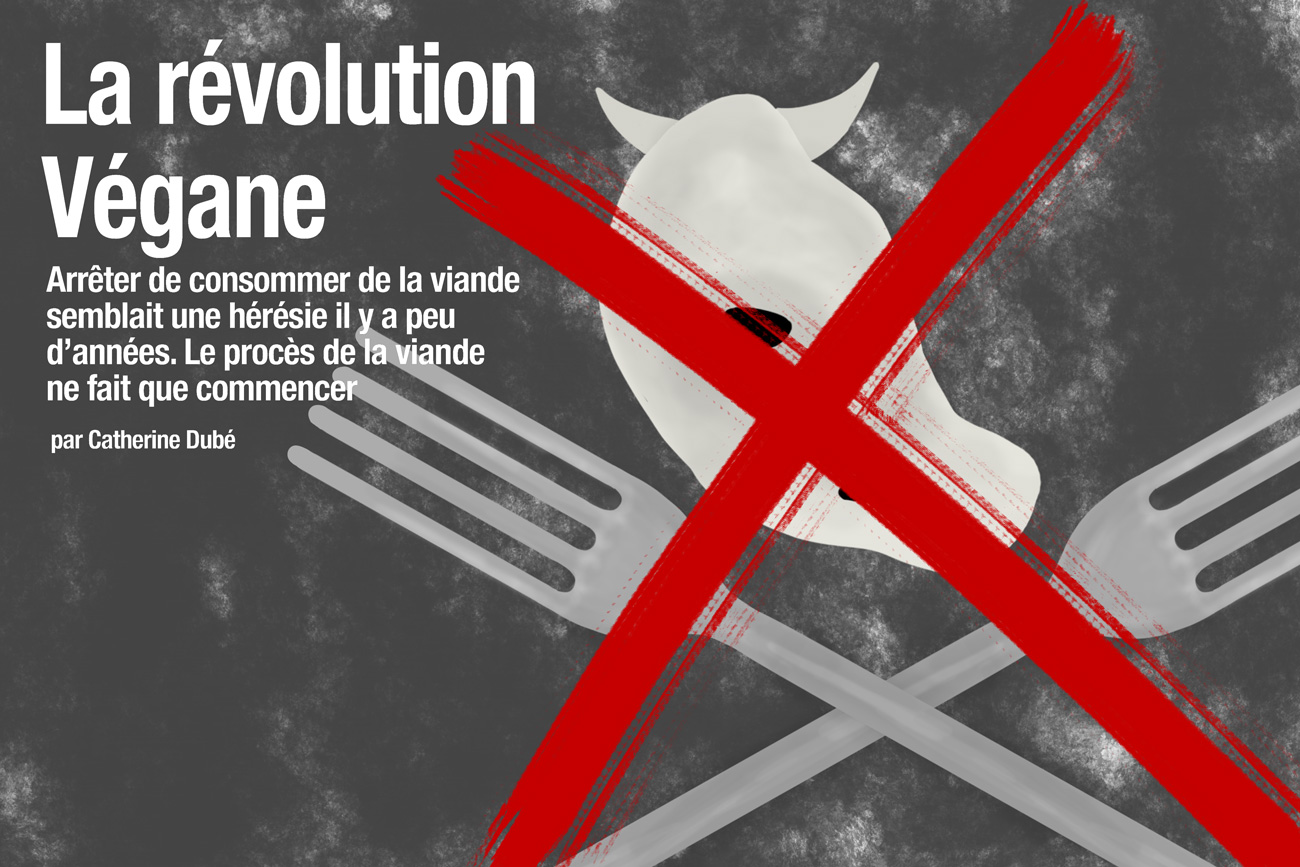 La révolution
Végane
Arrêter de consommer de la viande
semblait une hérésie il y a peu
d’années. Le procès de la viande
ne fait que commencer
par Catherine Dubé